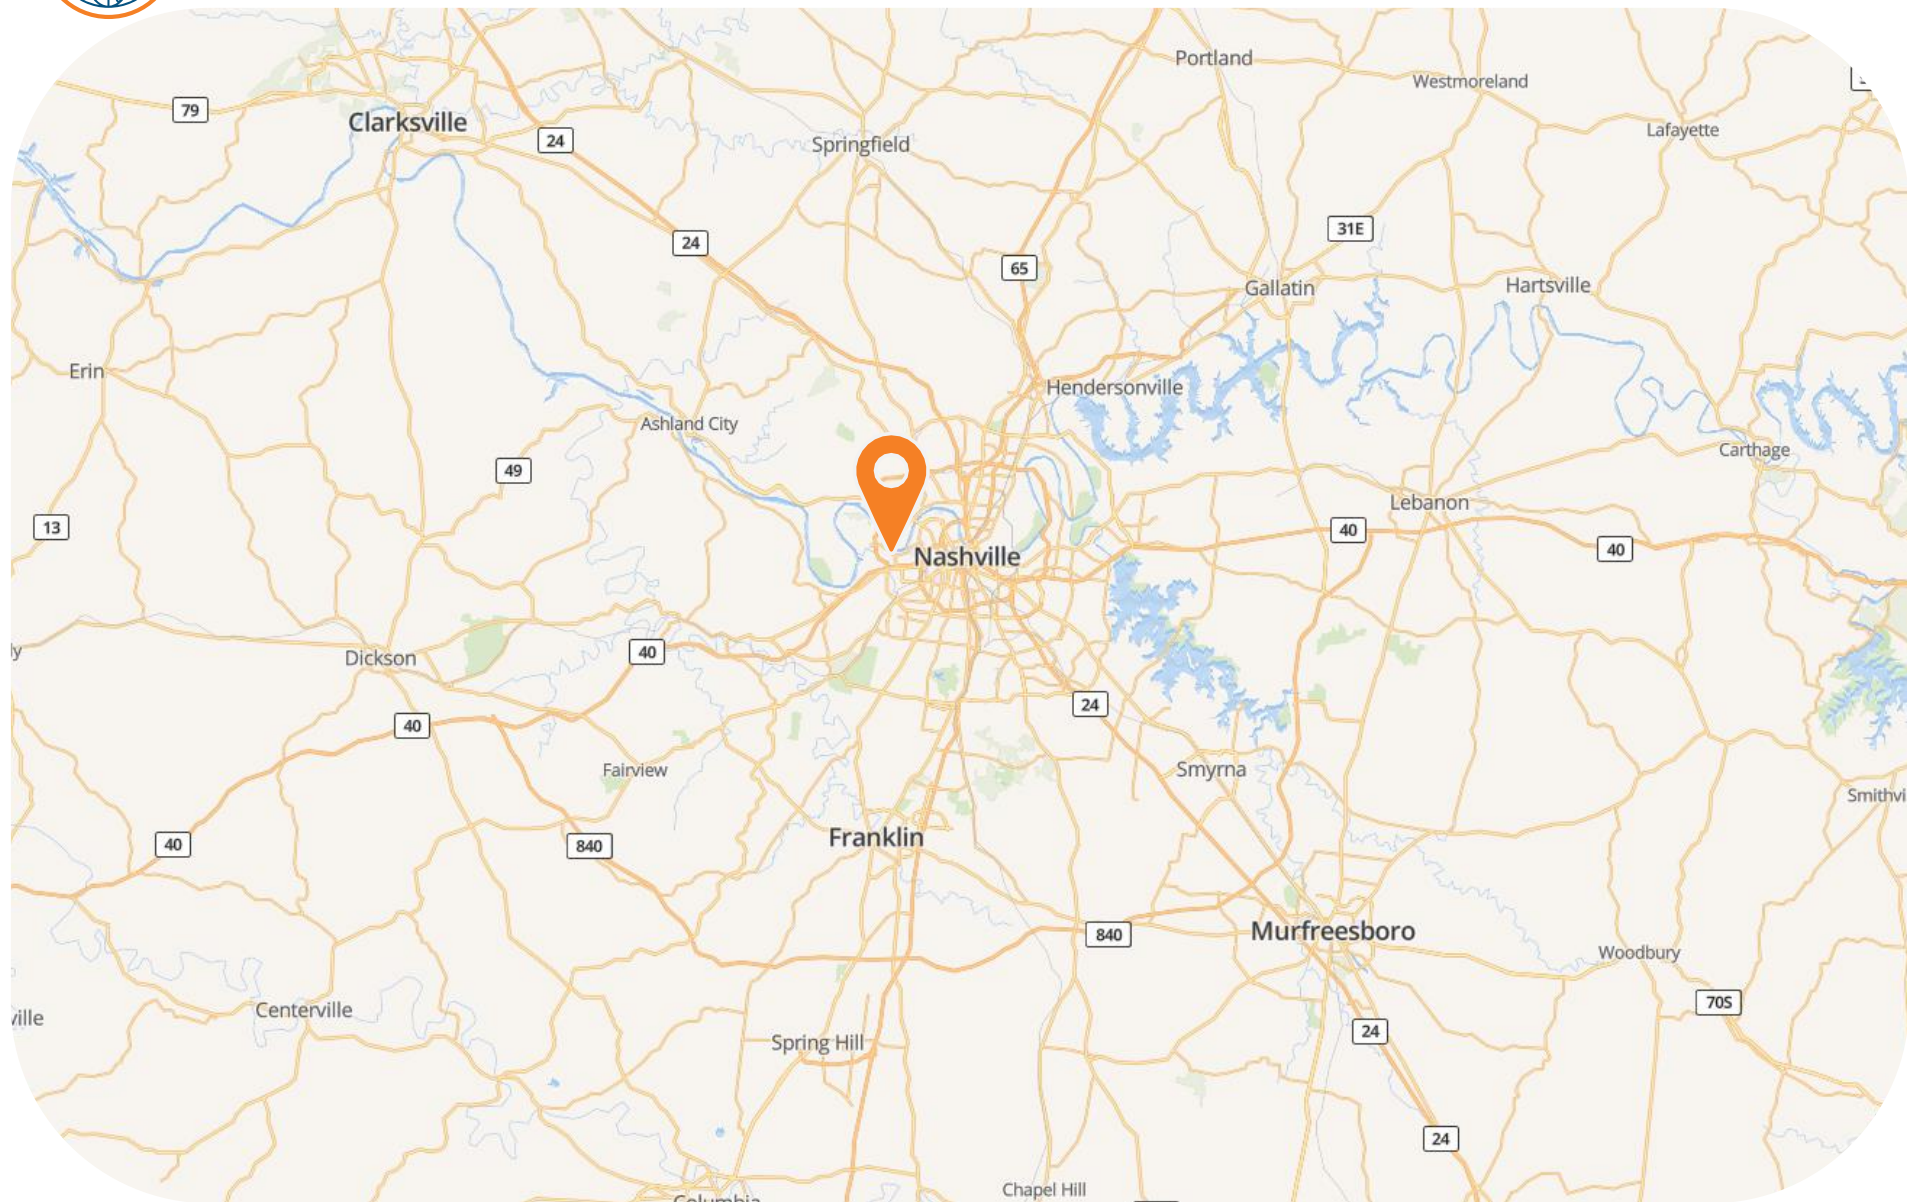 Portland
Westmoreland
79
Clarksville
24
Springfield
Lafayette
24
31E
65
Gallatin
Hartsville
Erin
Hendersonville
Ashland City
Carthage
49
Lebanon
13
40
40
Nashville
Dickson
40
24
40
Fairview
Smyrna
Smithvi
40
840
Franklin
840
Murfreesboro
Woodbury
70S
Centerville
ville
24
Spring Hill
24
Chapel Hill
Columbia